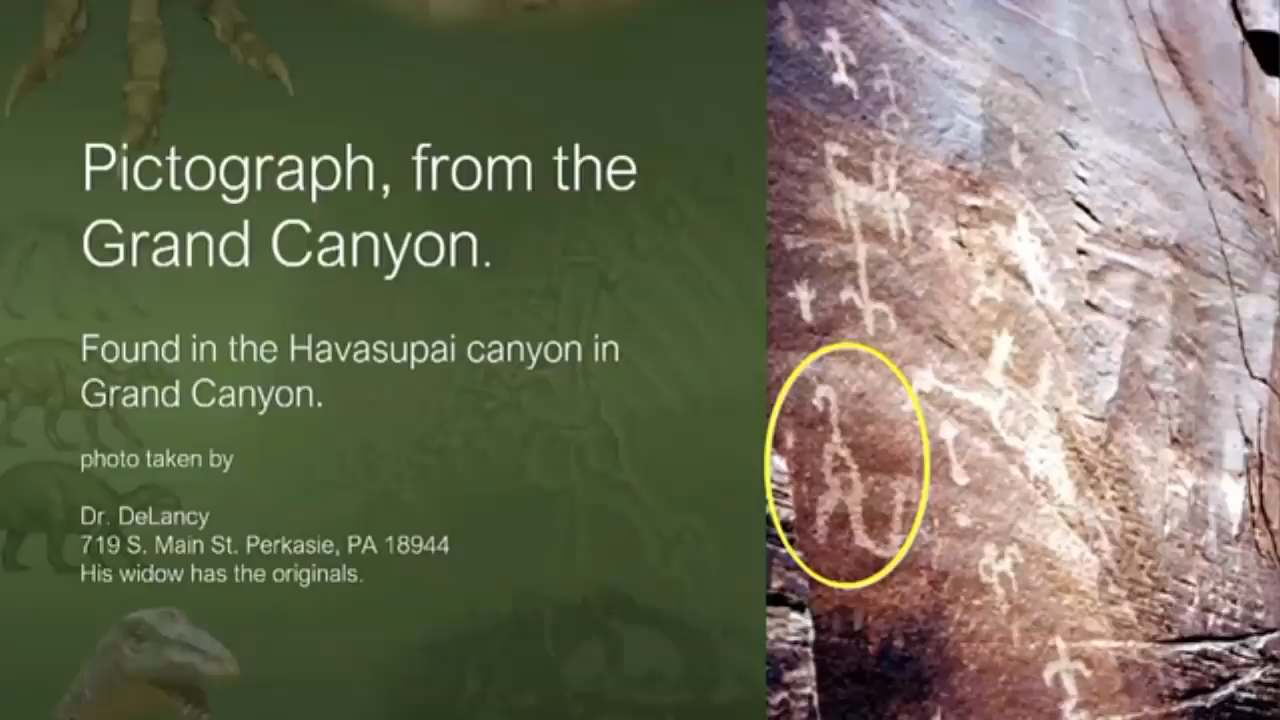 Pictograph, from the
Grand Canyon.
Found in the Havasupai canyon in
Grand Canyon.
photo taken by
Dr. DeLancy
719 S. Main St. Perkasie, PA 18944
His widow has the originals.